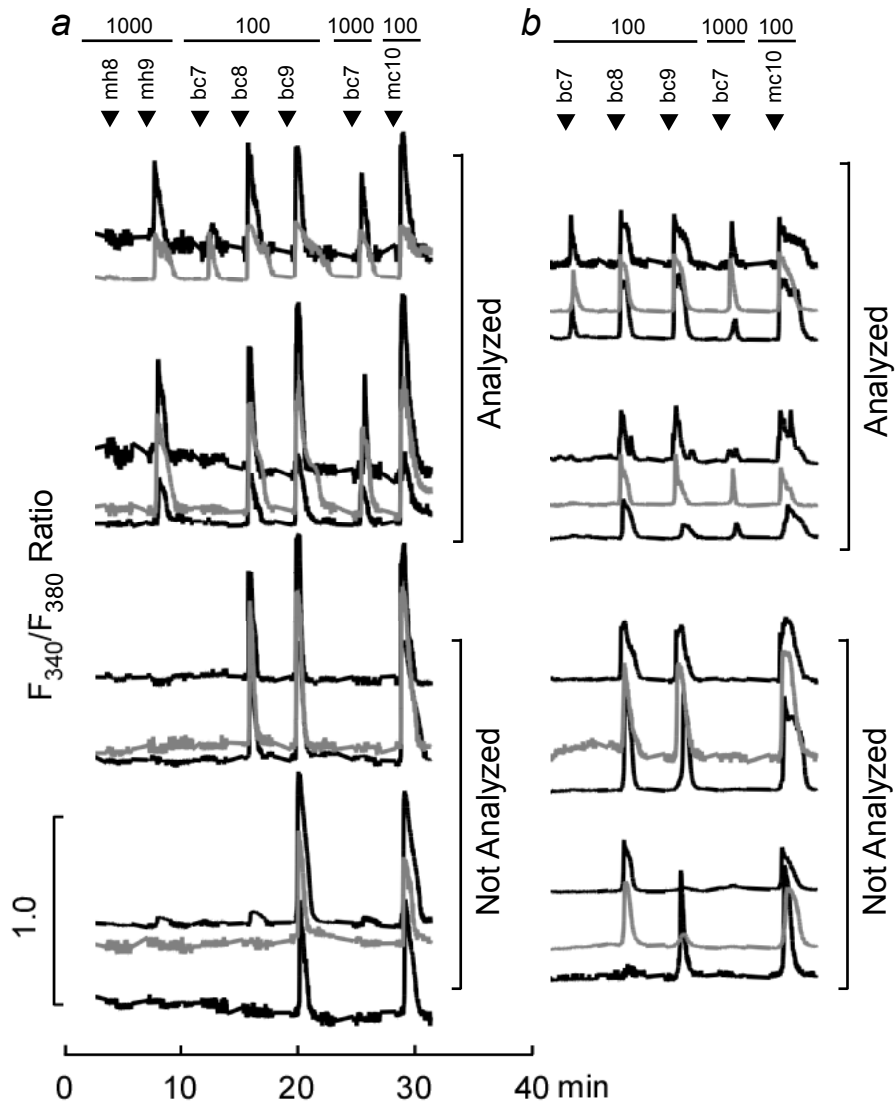 a 1000 100 1000 100
mh8 mh9 bc7 bc8 bc9 bc7 mc10
b 100 1000 100
bc7 bc8 bc9 bc7 mc10
Analyzed
Not Analyzed
Analyzed
Not Analyzed
F340/F380 Ratio
1.0
0 10 20 30 40 min